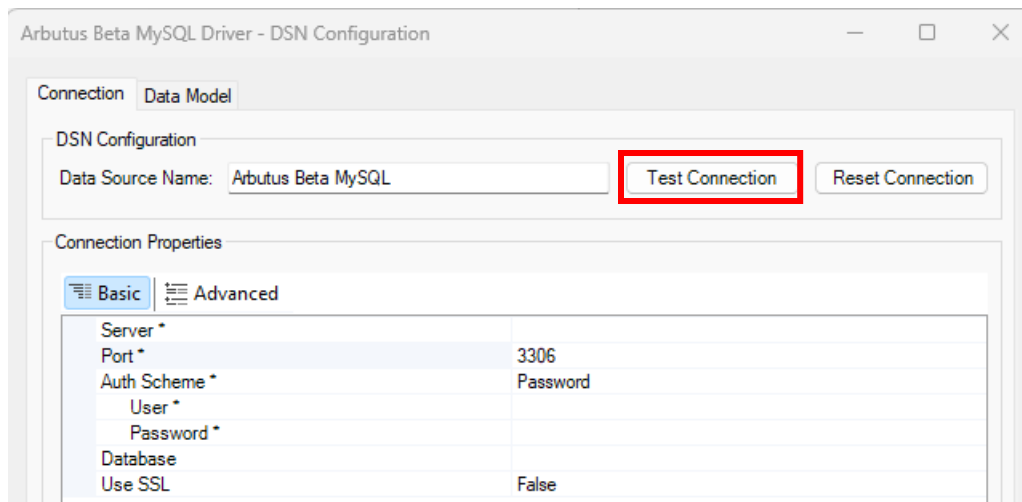 Arbutus Beta MySQL Driver - DSN Configuration
Connection Data Model
DSN Configuration
Data Source Name: Arbutus Beta MySQL Test Connection Reset Connection
Connection Properties
Basic Advanced
Server *
Port * 3306
Auth Scheme * Password
User *
Password *
Database
Use SSL False